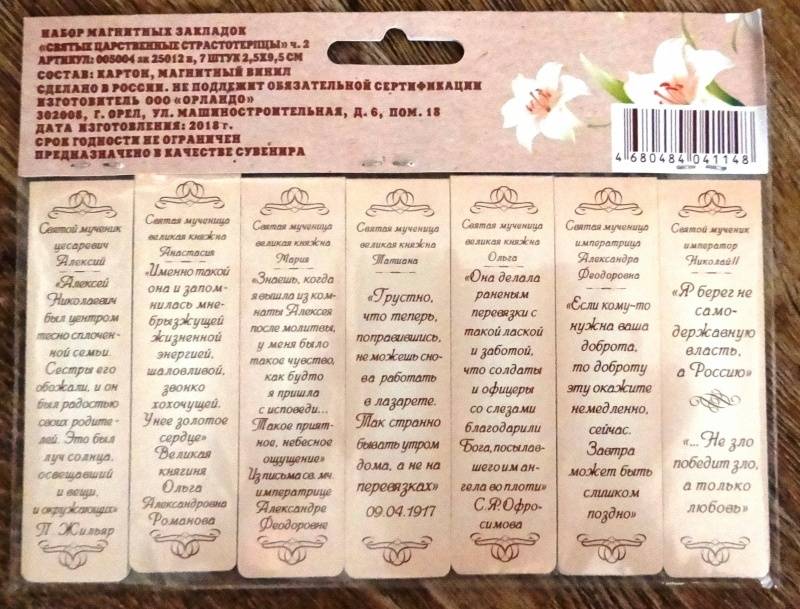 НАБОР МАГНИТНЫХ ЗАКЛАДОК
«СВЯТЫЕ ЦАРСТВЕННЫЕ СТРАСТОТЕРПЦЫ» ч. 2
АРТИКУЛ: 005004 зк 25012 в, 7 ШТУК 2,5Х9,5 СМ
СОСТАВ: КАРТОН, МАГНИТНЫЙ ВИНИЛ
СДЕЛАНО В РОССИИ. НЕ ПОДЛЕЖИТ ОБЯЗАТЕЛЬНОЙ СЕРТИФИКАЦИИ
ИЗГОТОВИТЕЛЬ ООО «ОРЛАНДО»
302008, Г. ОРЕЛ, УЛ. МАШИНОСТРОИТЕЛЬНАЯ, Д. 6, ПОМ. 18
ДАТА ИЗГОТОВЛЕНИЯ: 2018 г.
СРОК ГОДНОСТИ НЕ ОГРАНИЧЕН
ПРЕДНАЗНАЧЕНО В КАЧЕСТВЕ СУВЕНИРА
4 680484 041148
Святой мученик
цесаревич
Алексий
«Алексей
Николаевич
был центром
тесно сплочен-
ной семьи.
Сестры его
обожали, и он
был радостью
своих родите-
лей. Это был
луч солнца,
освещавший
и вещи,
и окружающих»
П. Жильяр
Святая мученица
великая княжна
Анастасия
«Именно такой
она и запом-
нилась мне-
брызжущей
жизненной
энергией,
шаловливой,
звонко
хохочущей.
У нее золотое
сердце»
Великая
княгиня
Ольга
Александровна
Романова
Святая мученица
великая княжна
Мария
«Знаешь, когда
я вышла из ком-
наты Алексея
после молитвы,
у меня было
такое чувство,
как будто
я пришла
с исповеди...
Такое прият-
ное, небесное
ощущение»
Из письма св. мч.
императрице
Александре
Феодоровне
Святая мученица
великая княжна
Татиана
«Грустно,
что теперь,
поправившись,
не можешь сно-
ва работать
в лазарете.
Так странно
бывать утром
дома, а не на
перевязках»
09.04.1917
Святая мученица
великая княжна
Ольга
«Она делала
раненым
перевязки с
такой лаской
и заботой,
что солдаты
и офицеры
со слезами
благодарили
Бога, посылав-
шего им ан-
гела во плоти»
С.Я. Офро-
симова
Святая мученица
императрица
Александра
Феодоровна
«Если кому-то
нужна ваша
доброта,
то доброту
эту окажите
немедленно,
сейчас.
Завтра
может быть
слишком
поздно»
Святой мученик
император
Николай II
«Я берег не
само-
державную
власть,
а Россию»
«... Не зло
победит зло,
а только
любовь»